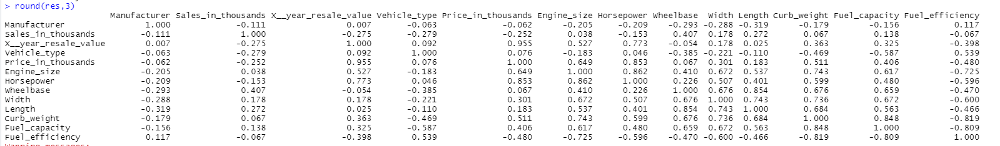 > round(res,3)
Manufacturer Sales_in_thousands X__year_resale_value Vehicle_type Price_in_thousands Engine_size Horsepower Wheelbase Width Length Curb_weight Fuel_capacity Fuel_efficiency
Manufacturer 1.000 -0.111 0.007 -0.063 -0.062 -0.205 -0.209 -0.293 -0.288 -0.319 -0.179 -0.156 0.117
Sales_in_thousands -0.111 1.000 -0.275 -0.279 -0.252 0.038 -0.153 0.407 0.178 0.272 0.067 0.138 -0.067
X__year_resale_value 0.007 -0.275 1.000 0.092 0.955 0.527 0.773 -0.054 0.178 0.025 0.363 0.325 -0.398
Vehicle_type -0.063 -0.279 0.092 1.000 0.076 -0.183 0.046 -0.385 -0.221 -0.110 -0.469 -0.587 0.539
Price_in_thousands -0.062 -0.252 0.955 0.076 1.000 0.649 0.853 0.067 0.301 0.183 0.511 0.406 -0.480
Engine_size -0.205 0.038 0.527 -0.183 0.649 1.000 0.862 0.410 0.672 0.537 0.743 0.617 -0.725
Horsepower -0.209 -0.153 0.773 0.046 0.853 0.862 1.000 0.226 0.507 0.401 0.599 0.480 -0.596
Wheelbase -0.293 0.407 -0.054 -0.385 0.067 0.410 0.226 1.000 0.676 0.854 0.676 0.659 -0.470
Width -0.288 0.178 0.178 -0.221 0.301 0.672 0.507 0.676 1.000 0.743 0.736 0.672 -0.600
Length -0.319 0.272 0.025 -0.110 0.183 0.537 0.401 0.854 0.743 1.000 0.684 0.563 -0.466
Curb_weight -0.179 0.067 0.363 -0.469 0.511 0.743 0.599 0.676 0.736 0.684 1.000 0.848 -0.819
Fuel_capacity -0.156 0.138 0.325 -0.587 0.406 0.617 0.480 0.659 0.672 0.563 0.848 1.000 -0.809
Fuel_efficiency 0.117 -0.067 -0.398 0.539 -0.480 -0.725 -0.596 -0.470 -0.600 -0.466 -0.819 -0.809 1.000
Warning messages: